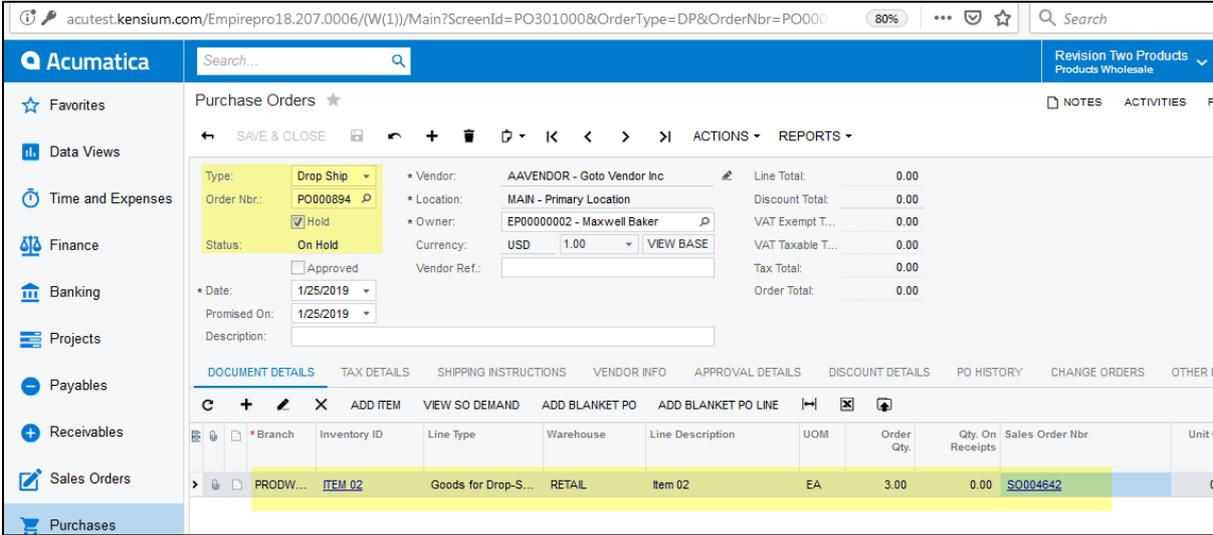 acutest.kensium.com/Empirepro18.207.0006/(W(1))/Main?ScreenId=PO301000&OrderType=DP&OrderNbr=PO000 80% Search
Acumatica Search... Revision Two Products
Products Wholesale
Favorites
Data Views
Time and Expenses
Finance
Banking
Projects
Payables
Receivables
Sales Orders
Purchases
Purchase Orders NOTES ACTIVITIES
SAVE & CLOSE ACTIONS REPORTS
Type: Drop Ship * Vendor: AAVENDOR - Goto Vendor Inc Line Total: 0.00
Order Nbr.: PO000894 * Location: MAIN - Primary Location Discount Total: 0.00
Hold * Owner: EP00000002 - Maxwell Baker VAT Exempt T... 0.00
Status: On Hold Currency: USD 1.00 VIEW BASE VAT Taxable T... 0.00
Approved Vendor Ref.: Tax Total: 0.00
* Date: 1/25/2019 Order Total: 0.00
Promised On: 1/25/2019
Description:
DOCUMENT DETAILS TAX DETAILS SHIPPING INSTRUCTIONS VENDOR INFO APPROVAL DETAILS DISCOUNT DETAILS PO HISTORY CHANGE ORDERS OTHER
ADD ITEM VIEW SO DEMAND ADD BLANKET PO ADD BLANKET PO LINE
* Branch Inventory ID Line Type Warehouse Line Description UOM Order Qty. Qty. On Receipts Sales Order Nbr Unit
PRODW... ITEM 02 Goods for Drop-S... RETAIL Item 02 EA 3.00 0.00 SO004642